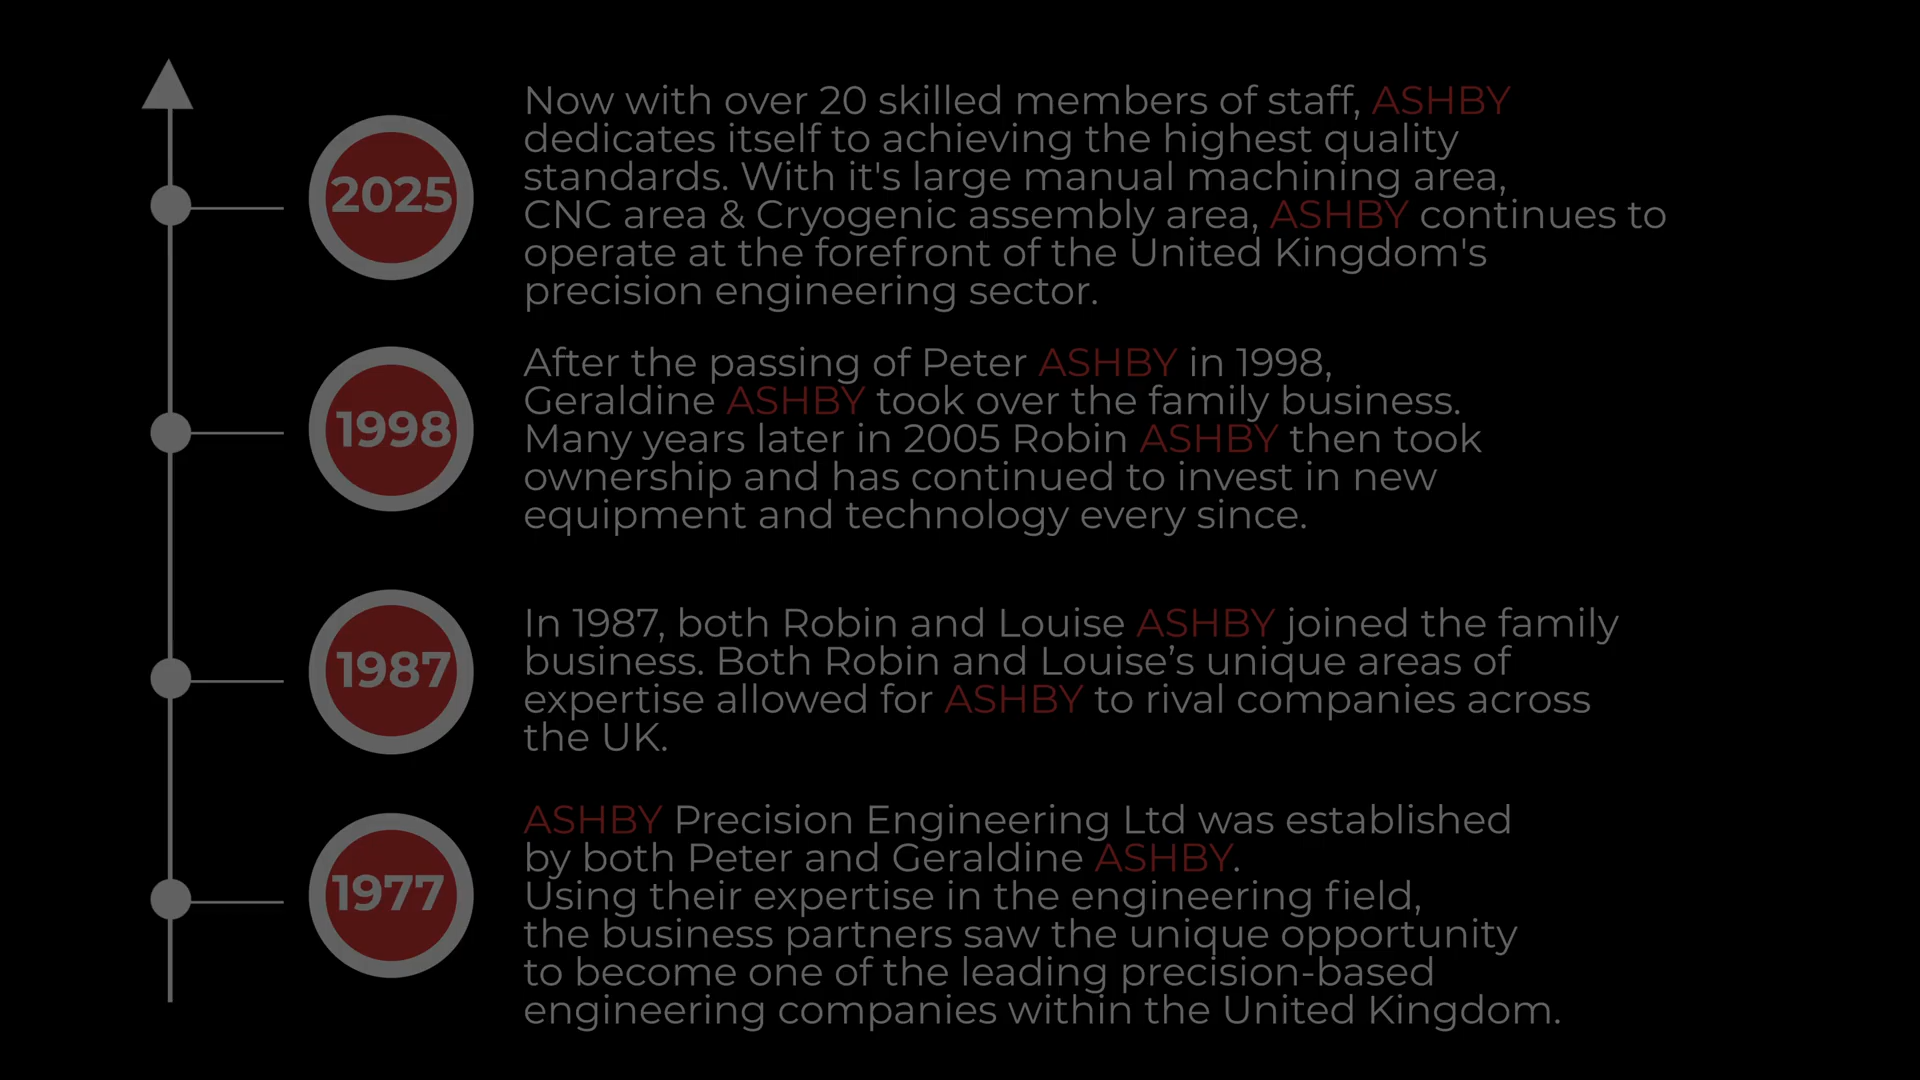 2025
Now with over 20 skilled members of staff, ASHBY
dedicates itself to achieving the highest quality
standards. With it's large manual machining area,
CNC area & Cryogenic assembly area, ASHBY continues to
operate at the forefront of the United Kingdom's
precision engineering sector.
1998
After the passing of Peter ASHBY in 1998,
Geraldine ASHBY took over the family business.
Many years later in 2005 Robin ASHBY then took
ownership and has continued to invest in new
equipment and technology every since.
1987
In 1987, both Robin and Louise ASHBY joined the family
business. Both Robin and Louise’s unique areas of
expertise allowed for ASHBY to rival companies across
the UK.
1977
ASHBY Precision Engineering Ltd was established
by both Peter and Geraldine ASHBY.
Using their expertise in the engineering field,
the business partners saw the unique opportunity
to become one of the leading precision-based
engineering companies within the United Kingdom.